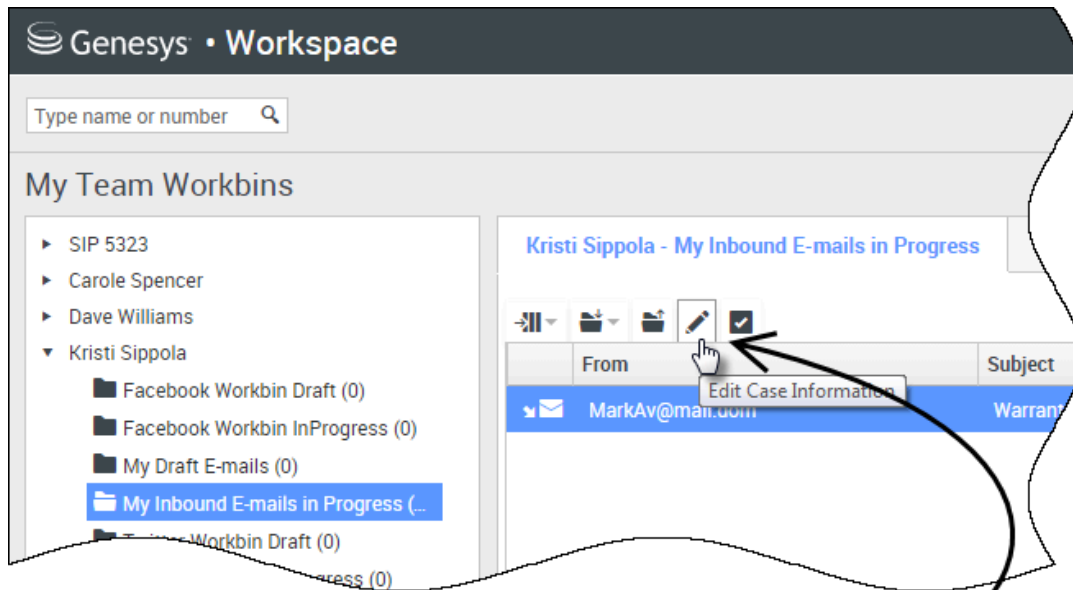 Genesys • Workspace
Type name or number
My Team Workbins
SIP 5323
Carole Spencer
Dave Williams
Kristi Sippola
Facebook Workbin Draft (0)
Facebook Workbin InProgress (0)
My Draft E-mails (0)
My Inbound E-mails in Progress (...
Workbin Draft (0)
(0)
Kristi Sippola - My Inbound E-mails in Progress
From Subject
Edit Case Information
MarkAv@mail.dom